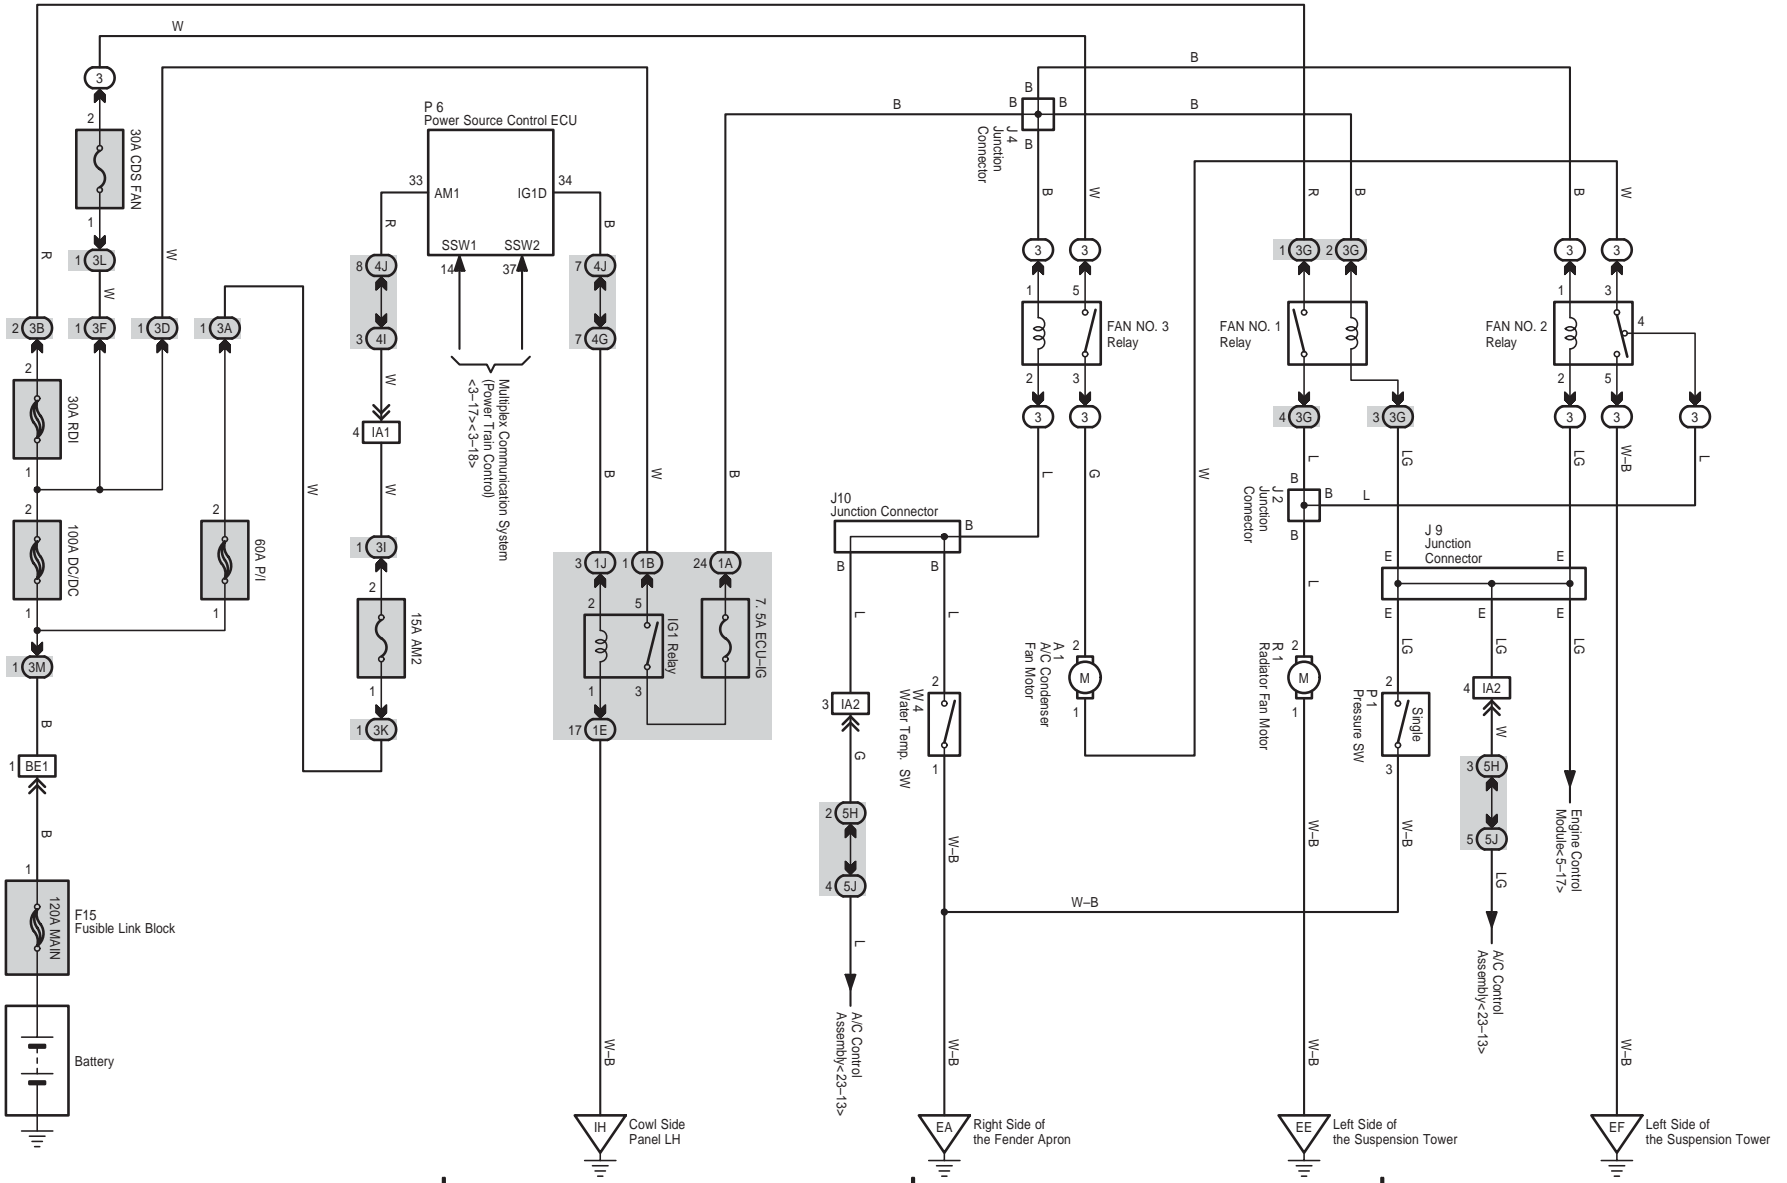 W
B
3
B
B
B
B
B
B
2
30A CDS FAN
P 6
Power Source Control ECU
J 4
Junction
Connector
33
AM1
IG1D
34
R
B
B
W
R
B
B
W
1
SSW1
SSW2
14
37
R
1 3L
W
W
8 4J
7 4J
3
3
1 3G
2 3G
3
3
1
5
1
3
2 3B
1 3F
1 3D
1 3A
3 4I
7 4G
FAN NO. 3
Relay
FAN NO. 1
Relay
FAN NO. 2
Relay
4
2
30A RDI
1
W
Multiplex Communication System
(Power Train Control)
<3–17><3–18>
2
3
2
5
4 IA1
3
3
4 3G
3 3G
3
3
3
W
W
B
W
B
L
G
W
L
LG
LG
W–B
L
2
100A DC/DC
1
2
60A P/I
1
J10
Junction Connector
B
B
B
J 2
Junction
Connector
B
B
L
B
J 9
Junction
Connector
E
E
E
E
E
1 3I
2
15A AM2
1
3 1J
1 1B
24 1A
2
5
IG1 Relay
7. 5A ECU–IG
1
3
L
L
L
LG
LG
LG
1 3M
1 3K
17 1E
3 IA2
2
W 4
Water Temp. SW
1
A 1
A/C Condenser
Fan Motor
2
M
1
R 1
Radiator Fan Motor
2
M
1
P 1
Pressure SW
2
Single
3
4 IA2
W
B
1 BE1
G
3 5H
5 5J
B
2 5H
4 5J
W–B
W–B
W–B
Engine Control
Module<5–17>
LG
1
120A MAIN
F15
Fusible Link Block
W–B
L
A/C Control
Assembly<23–13>
Battery
A/C Control
Assembly<23–13>
W–B
W–B
W–B
W–B
IH
Cowl Side
Panel LH
EA
Right Side of
the Fender Apron
EE
Left Side of
the Suspension Tower
EF
Left Side of
the Suspension Tower